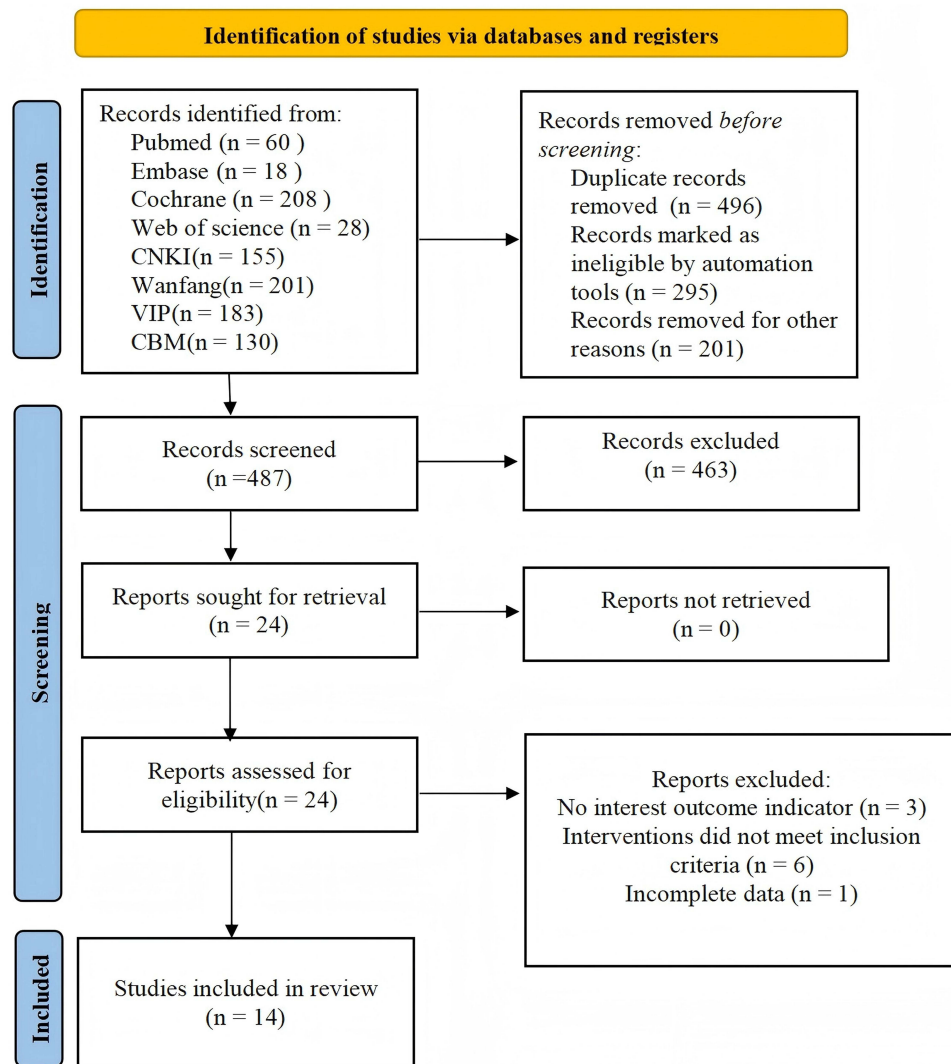 Identification of studies via databases and registers
Identification
Records identified from:
Pubmed (n = 60 )
Embase (n = 18 )
Cochrane (n = 208 )
Web of science (n = 28)
CNKI(n = 155)
Wanfang(n = 201)
VIP(n = 183)
CBM(n = 130)
Records removed before
screening:
Duplicate records
removed (n = 496)
Records marked as
ineligible by automation
tools (n = 295)
Records removed for other
reasons (n = 201)
Screening
Records screened
(n =487)
Records excluded
(n = 463)
Reports sought for retrieval
(n = 24)
Reports not retrieved
(n = 0)
Reports assessed for
eligibility(n = 24)
Reports excluded:
No interest outcome indicator (n = 3)
Interventions did not meet inclusion
criteria (n = 6)
Incomplete data (n = 1)
Included
Studies included in review
(n = 14)